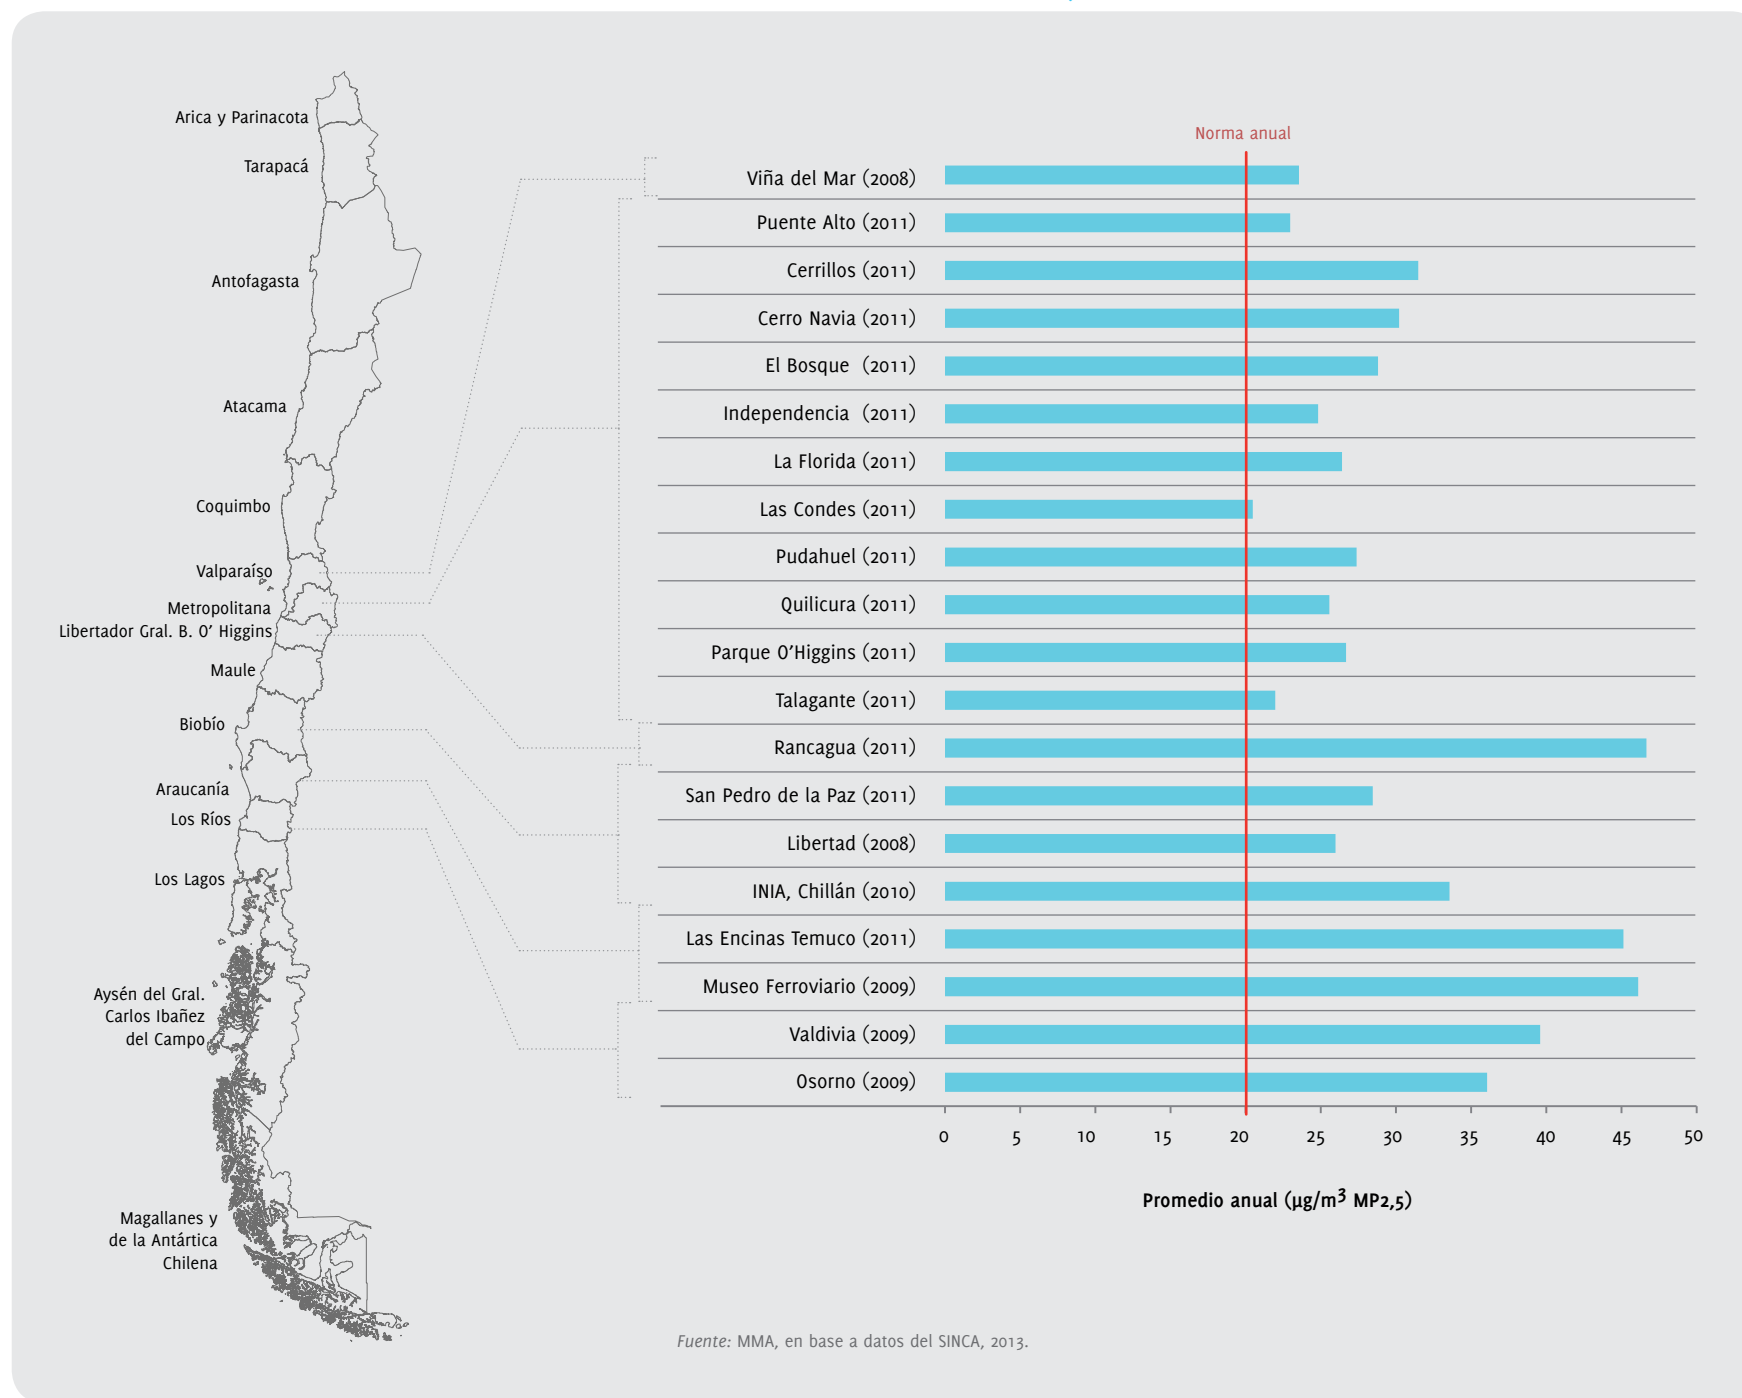 Arica y Parinacota
Tarapacá
Antofagasta
Atacama
Coquimbo
Valparaíso
Metropolitana
Libertador Gral. B. O' Higgins
Maule
Biobío
Araucanía
Los Ríos
Los Lagos
Aysén del Gral.
Carlos Ibañez
del Campo
Magallanes y
de la Antártica
Chilena
Norma anual
Viña del Mar (2008)
Puente Alto (2011)
Cerrillos (2011)
Cerro Navia (2011)
El Bosque (2011)
Independencia (2011)
La Florida (2011)
Las Condes (2011)
Pudahuel (2011)
Quilicura (2011)
Parque O'Higgins (2011)
Talagante (2011)
Rancagua (2011)
San Pedro de la Paz (2011)
Libertad (2008)
INIA, Chillán (2010)
Las Encinas Temuco (2011)
Museo Ferroviario (2009)
Valdivia (2009)
Osorno (2009)
0 5 10 15 20 25 30 35 40 45 50
Promedio anual (µg/m³ MP2,5)
Fuente: MMA, en base a datos del SINCA, 2013.